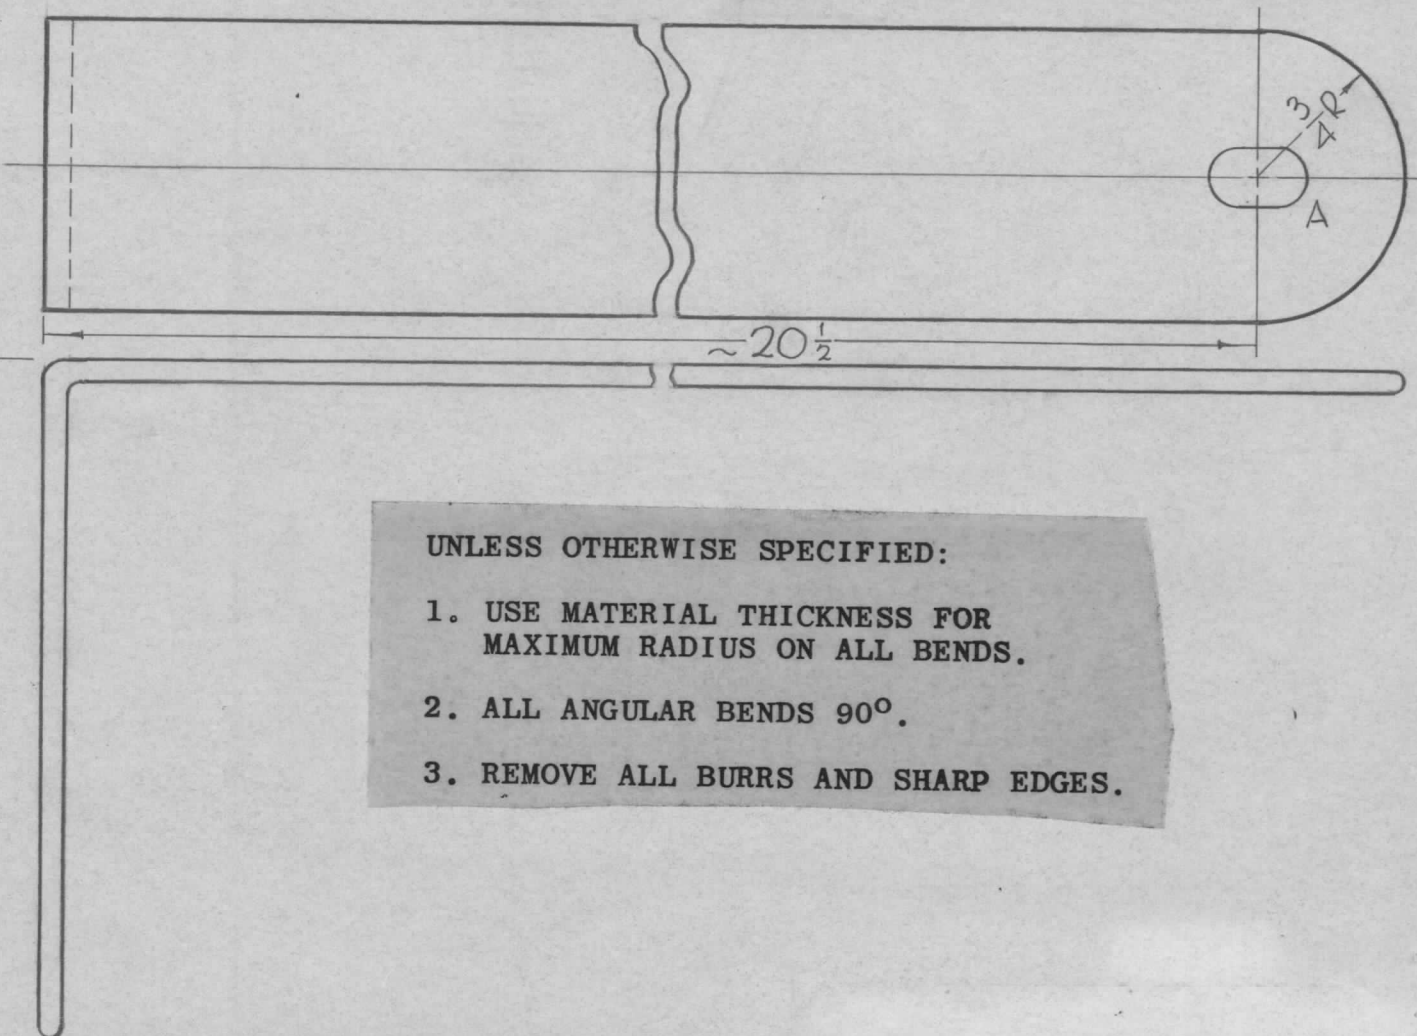 3/4 R
A
~20 1/2
UNLESS OTHERWISE SPECIFIED:
1. USE MATERIAL THICKNESS FOR
MAXIMUM RADIUS ON ALL BENDS.
2. ALL ANGULAR BENDS 90°.
3. REMOVE ALL BURRS AND SHARP EDGES.